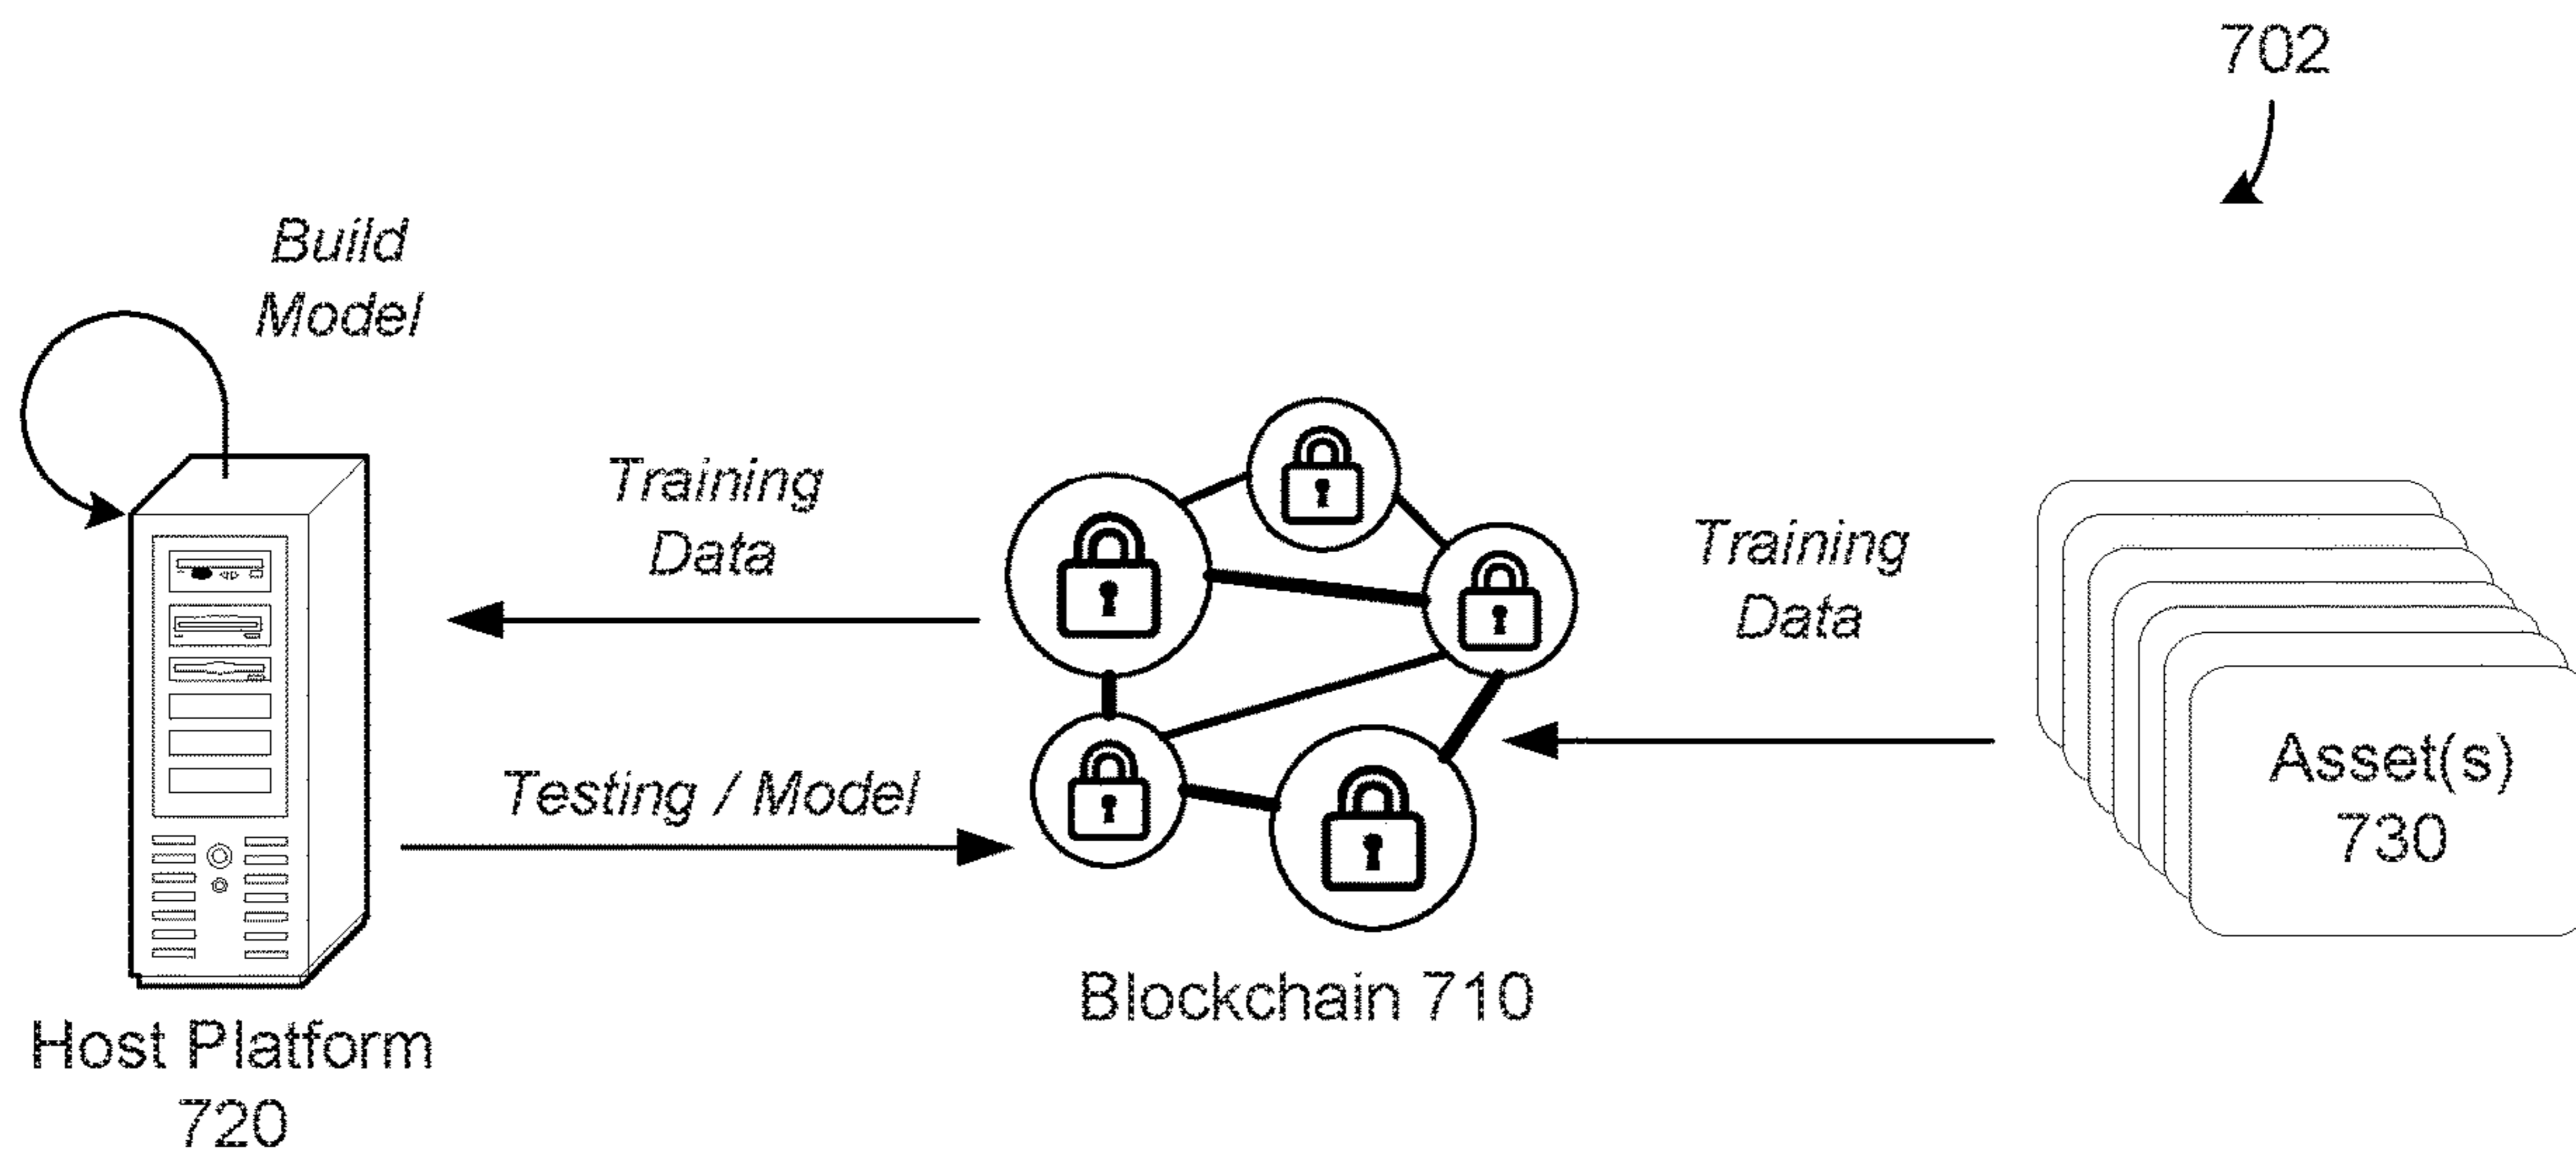 702
Build
Model
Training
Data
Training
Data
Testing / Model
Asset(s)
730
Blockchain 710
Host Platform
720